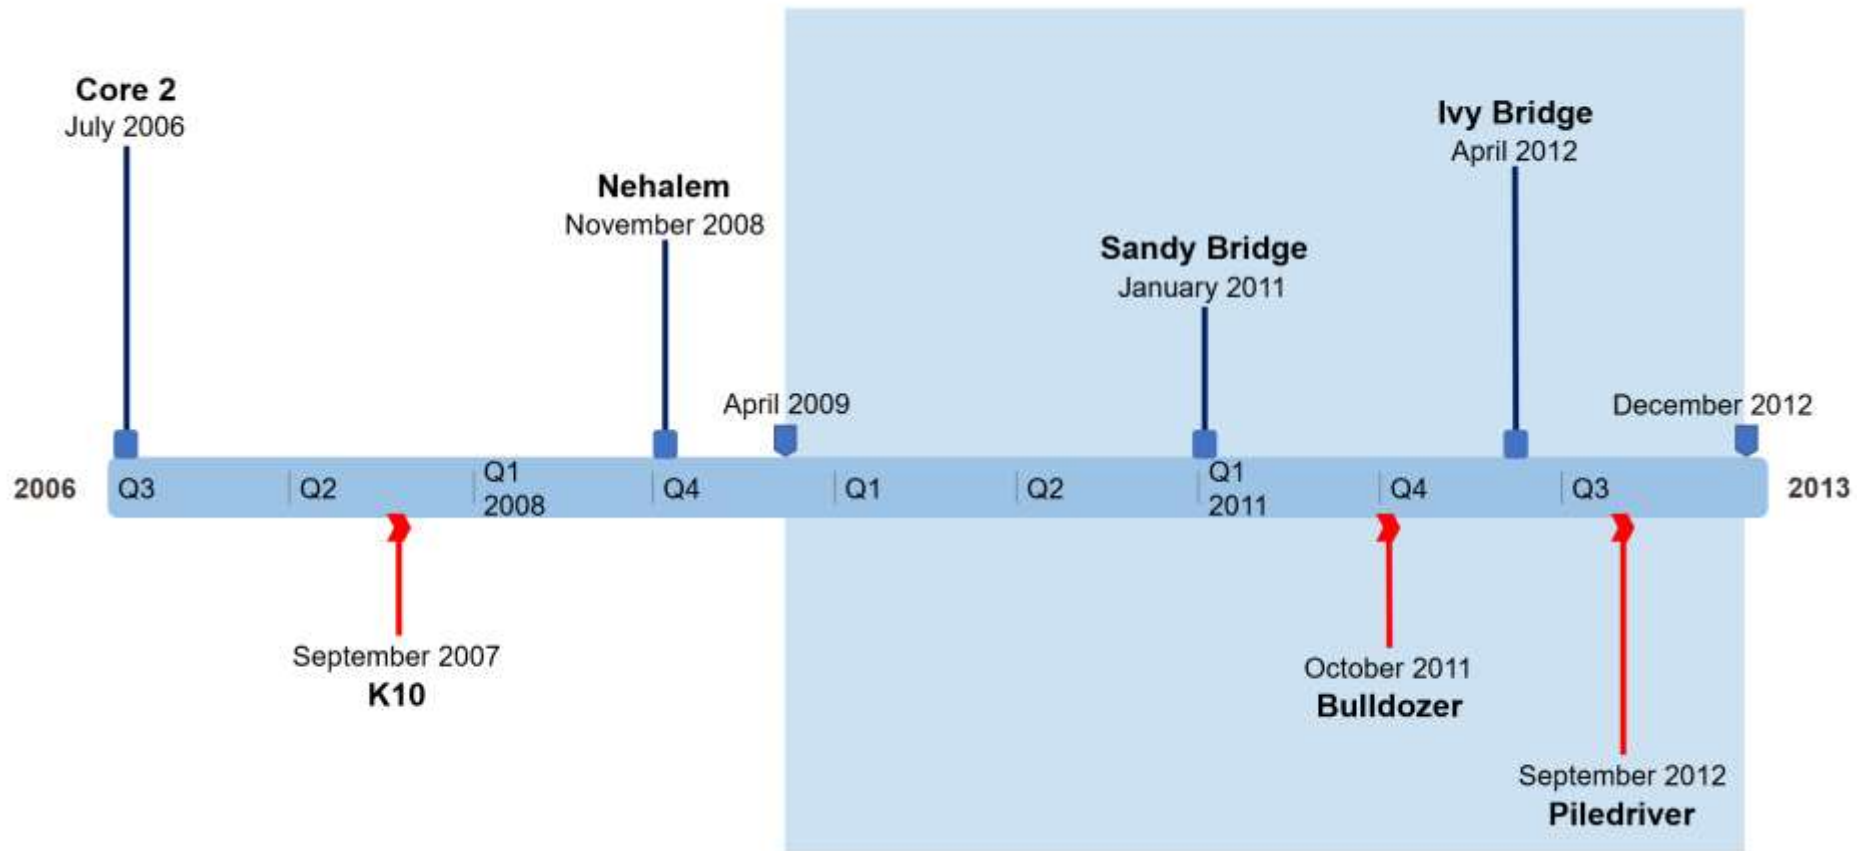 Core 2
July 2006
Nehalem
November 2008
Sandy Bridge
January 2011
Ivy Bridge
April 2012
April 2009
December 2012
2006
Q3
Q2
Q1
2008
Q4
Q1
Q2
Q1
2011
Q4
Q3
2013
September 2007
K10
October 2011
Bulldozer
September 2012
Piledriver